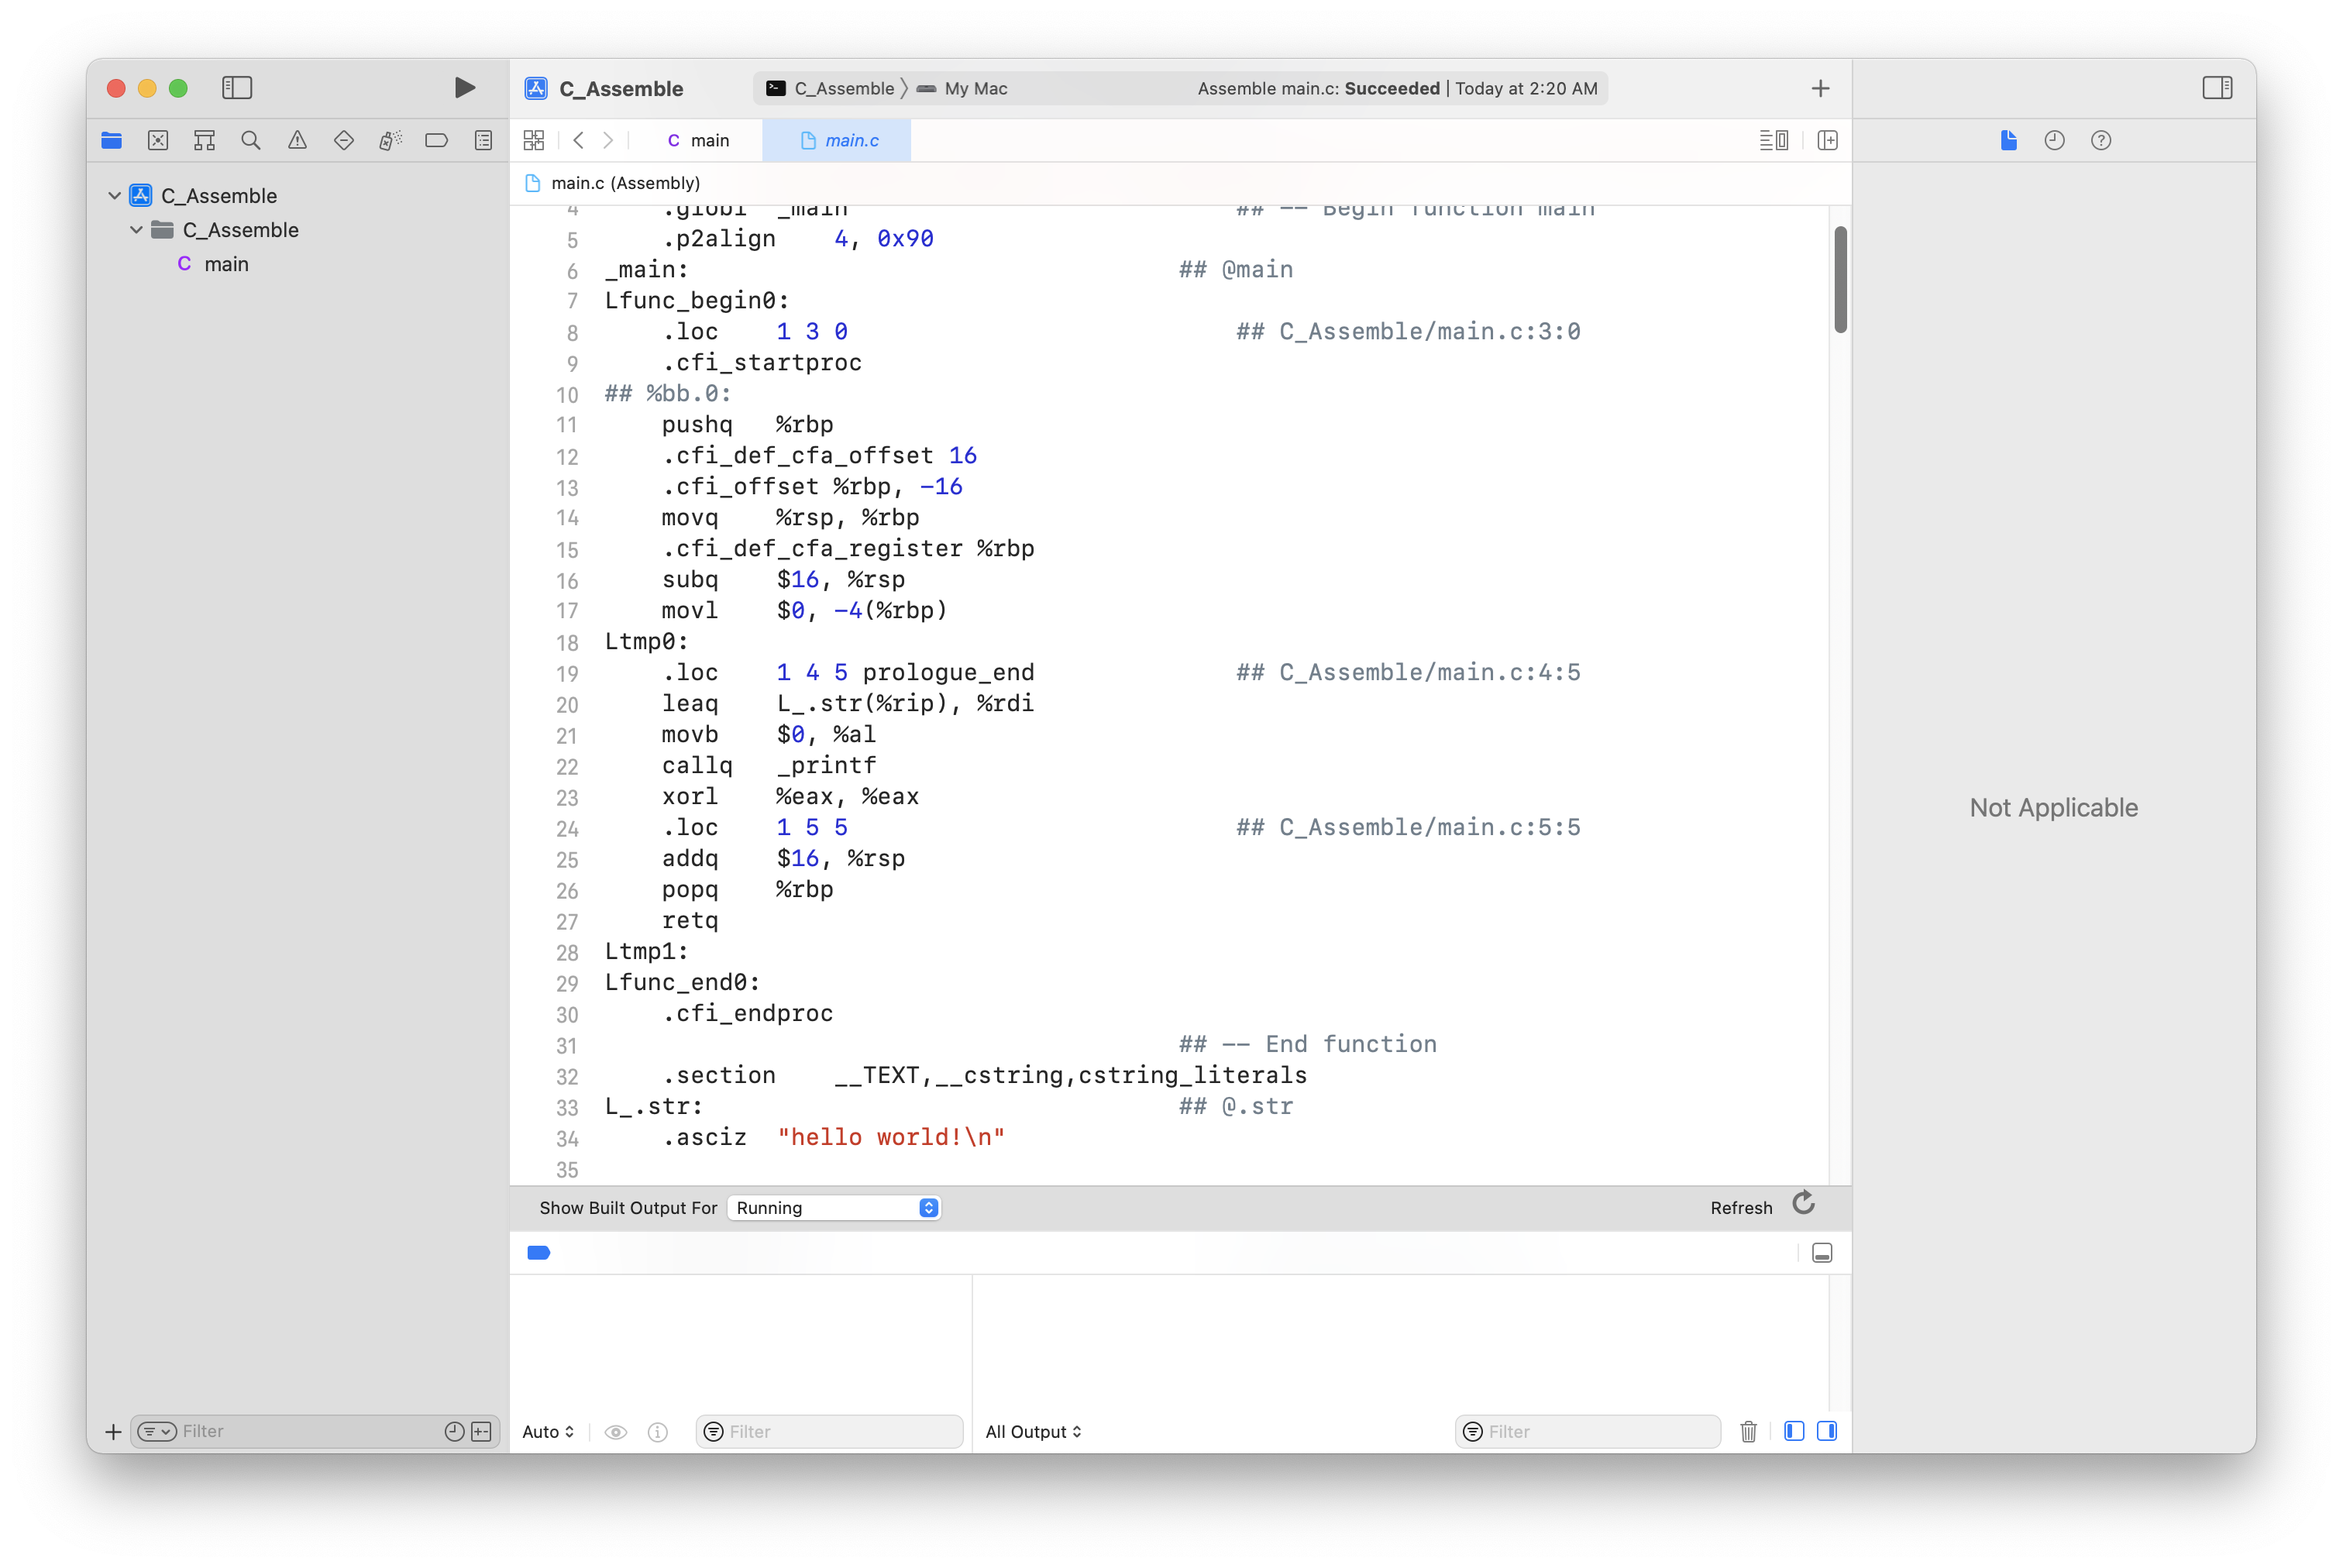 C_Assemble
C_Assemble 〉 My Mac
Assemble main.c: Succeeded | Today at 2:20 AM
C main
main.c
C_Assemble
C_Assemble
C main
main.c (Assembly)
4 .globl _main ## -- Begin function main
5 .p2align 4, 0x90
6 _main: ## @main
7 Lfunc_begin0:
8 .loc 1 3 0 ## C_Assemble/main.c:3:0
9 .cfi_startproc
10 ## %bb.0:
11 pushq %rbp
12 .cfi_def_cfa_offset 16
13 .cfi_offset %rbp, -16
14 movq %rsp, %rbp
15 .cfi_def_cfa_register %rbp
16 subq $16, %rsp
17 movl $0, -4(%rbp)
18 Ltmp0:
19 .loc 1 4 5 prologue_end ## C_Assemble/main.c:4:5
20 leaq L_.str(%rip), %rdi
21 movb $0, %al
22 callq _printf
23 xorl %eax, %eax
24 .loc 1 5 5 ## C_Assemble/main.c:5:5
25 addq $16, %rsp
26 popq %rbp
27 retq
28 Ltmp1:
29 Lfunc_end0:
30 .cfi_endproc
31 ## -- End function
32 .section __TEXT,__cstring,cstring_literals
33 L_.str: ## @.str
34 .asciz "hello world!\n"
35
Not Applicable
Show Built Output For Running
Refresh
Filter
Auto
Filter
All Output
Filter